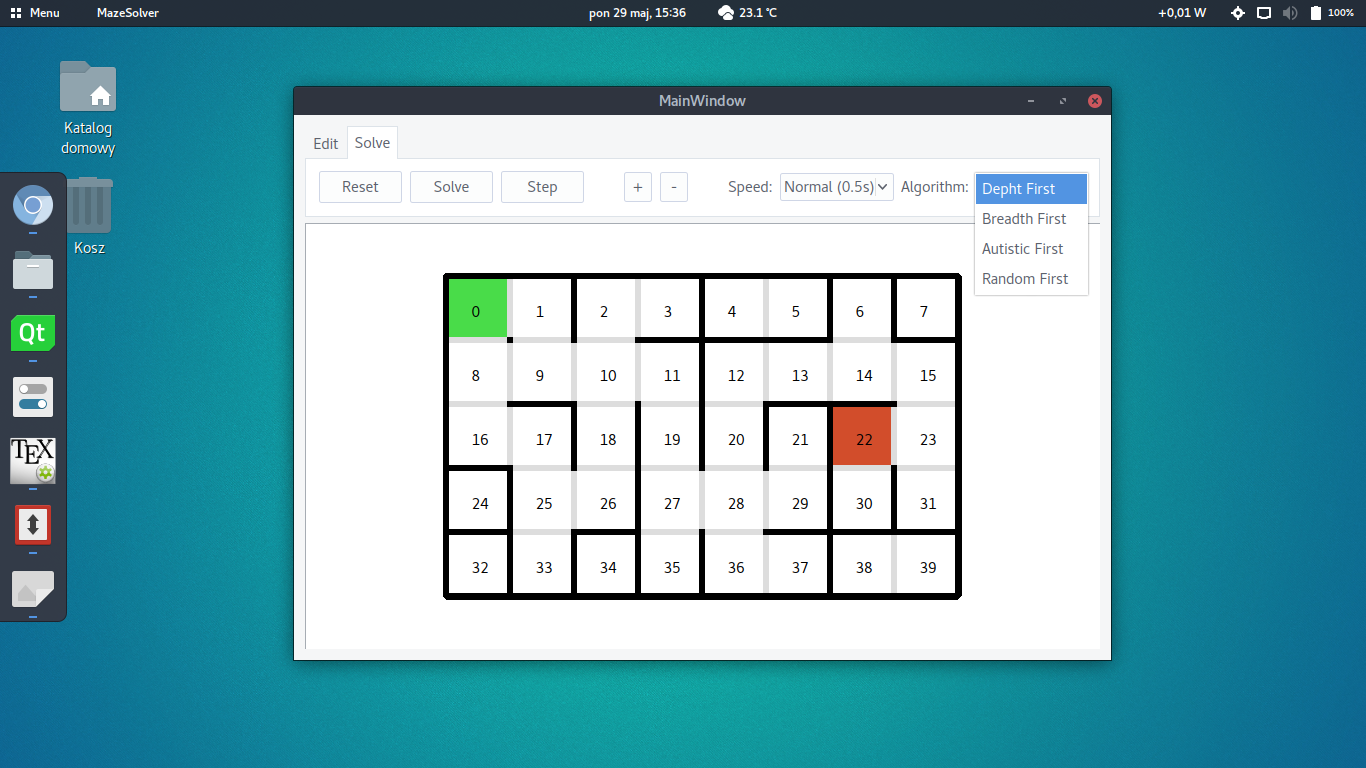 Menu MazeSolver pon 29 maj, 15:36 23.1 °C +0,01 W 100%
Katalog
domowy
Kosz
Qt
TEX
MainWindow
Edit Solve
Reset Solve Step + - Speed: Normal (0.5s) Algorithm: Depht First
Breadth First
Autistic First
Random First
0 1 2 3 4 5 6 7
8 9 10 11 12 13 14 15
16 17 18 19 20 21 22 23
24 25 26 27 28 29 30 31
32 33 34 35 36 37 38 39